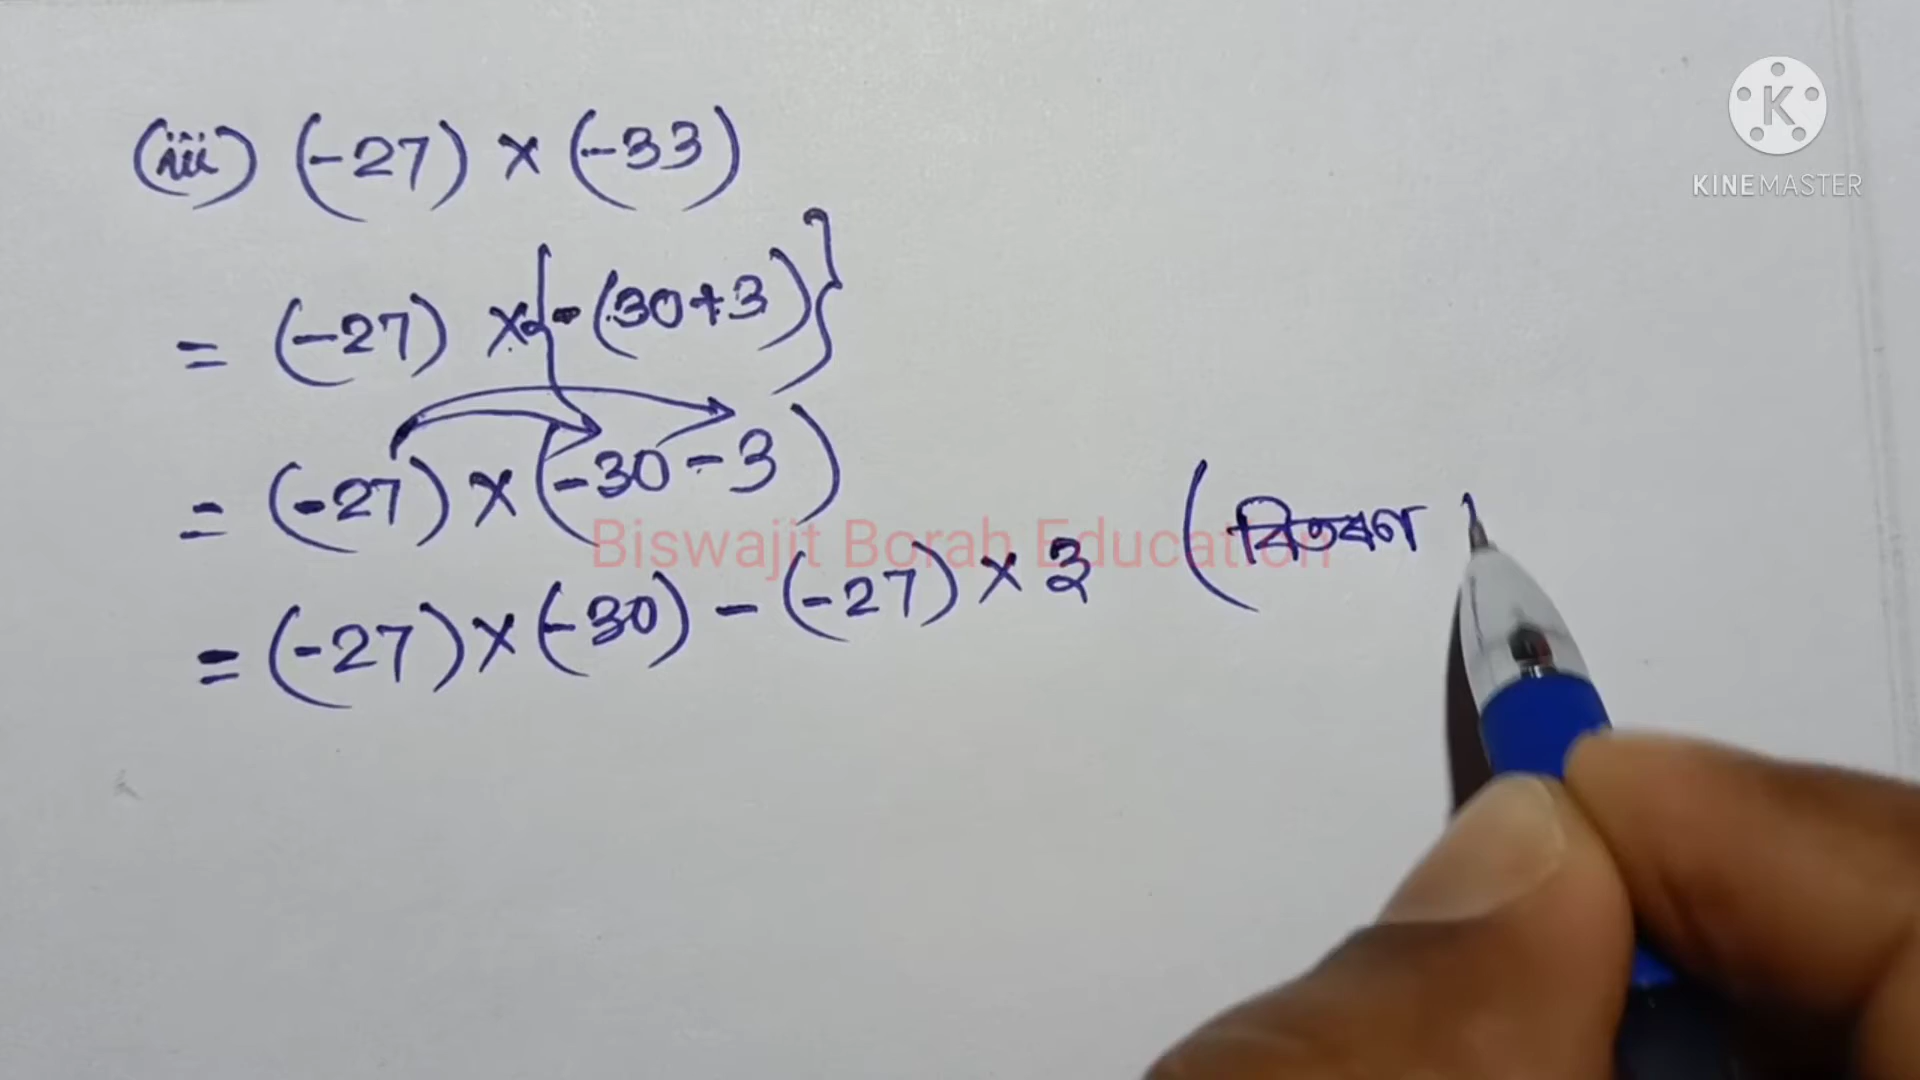 (iii) (-27) × (-33)
= (-27) × {-(30+3)}
= (-27) × (-30-3)
= (-27) × (-30) - (-27) × 3 (বিতৰণ
Biswajit Borah Education
K
KINEMASTER